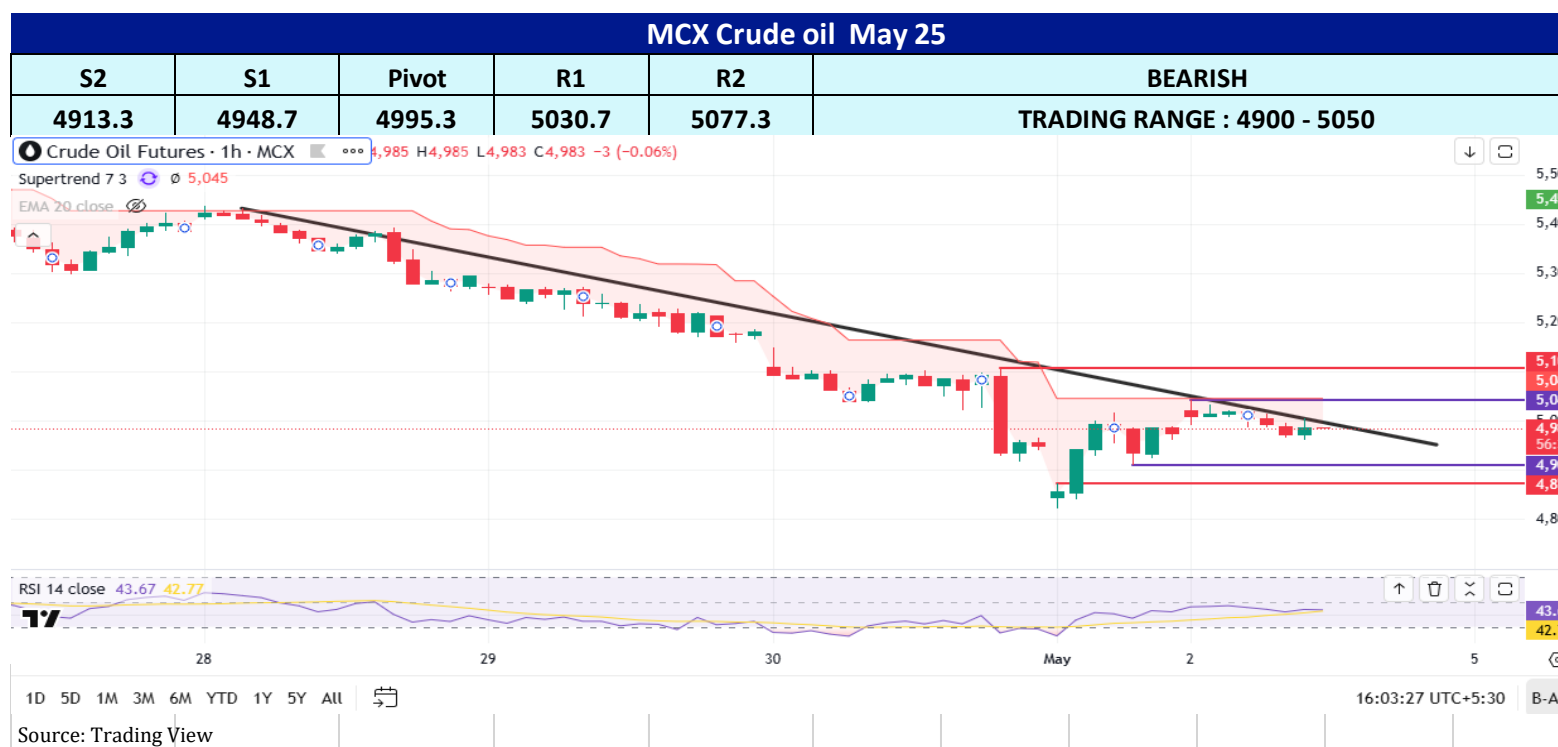 MCX Crude oil May 25
S2 S1 Pivot R1 R2 BEARISH
4913.3 4948.7 4995.3 5030.7 5077.3 TRADING RANGE : 4900 - 5050
Crude Oil Futures · 1h · MCX 4,985 H4,985 L4,983 C4,983 −3 (−0.06%)
Supertrend 7 3 Ø 5,045
EMA 20 close
RSI 14 close 43.67 42.77
28 29 30 May 2 5
1D 5D 1M 3M 6M YTD 1Y 5Y All 16:03:27 UTC+5:30 B-A
Source: Trading View